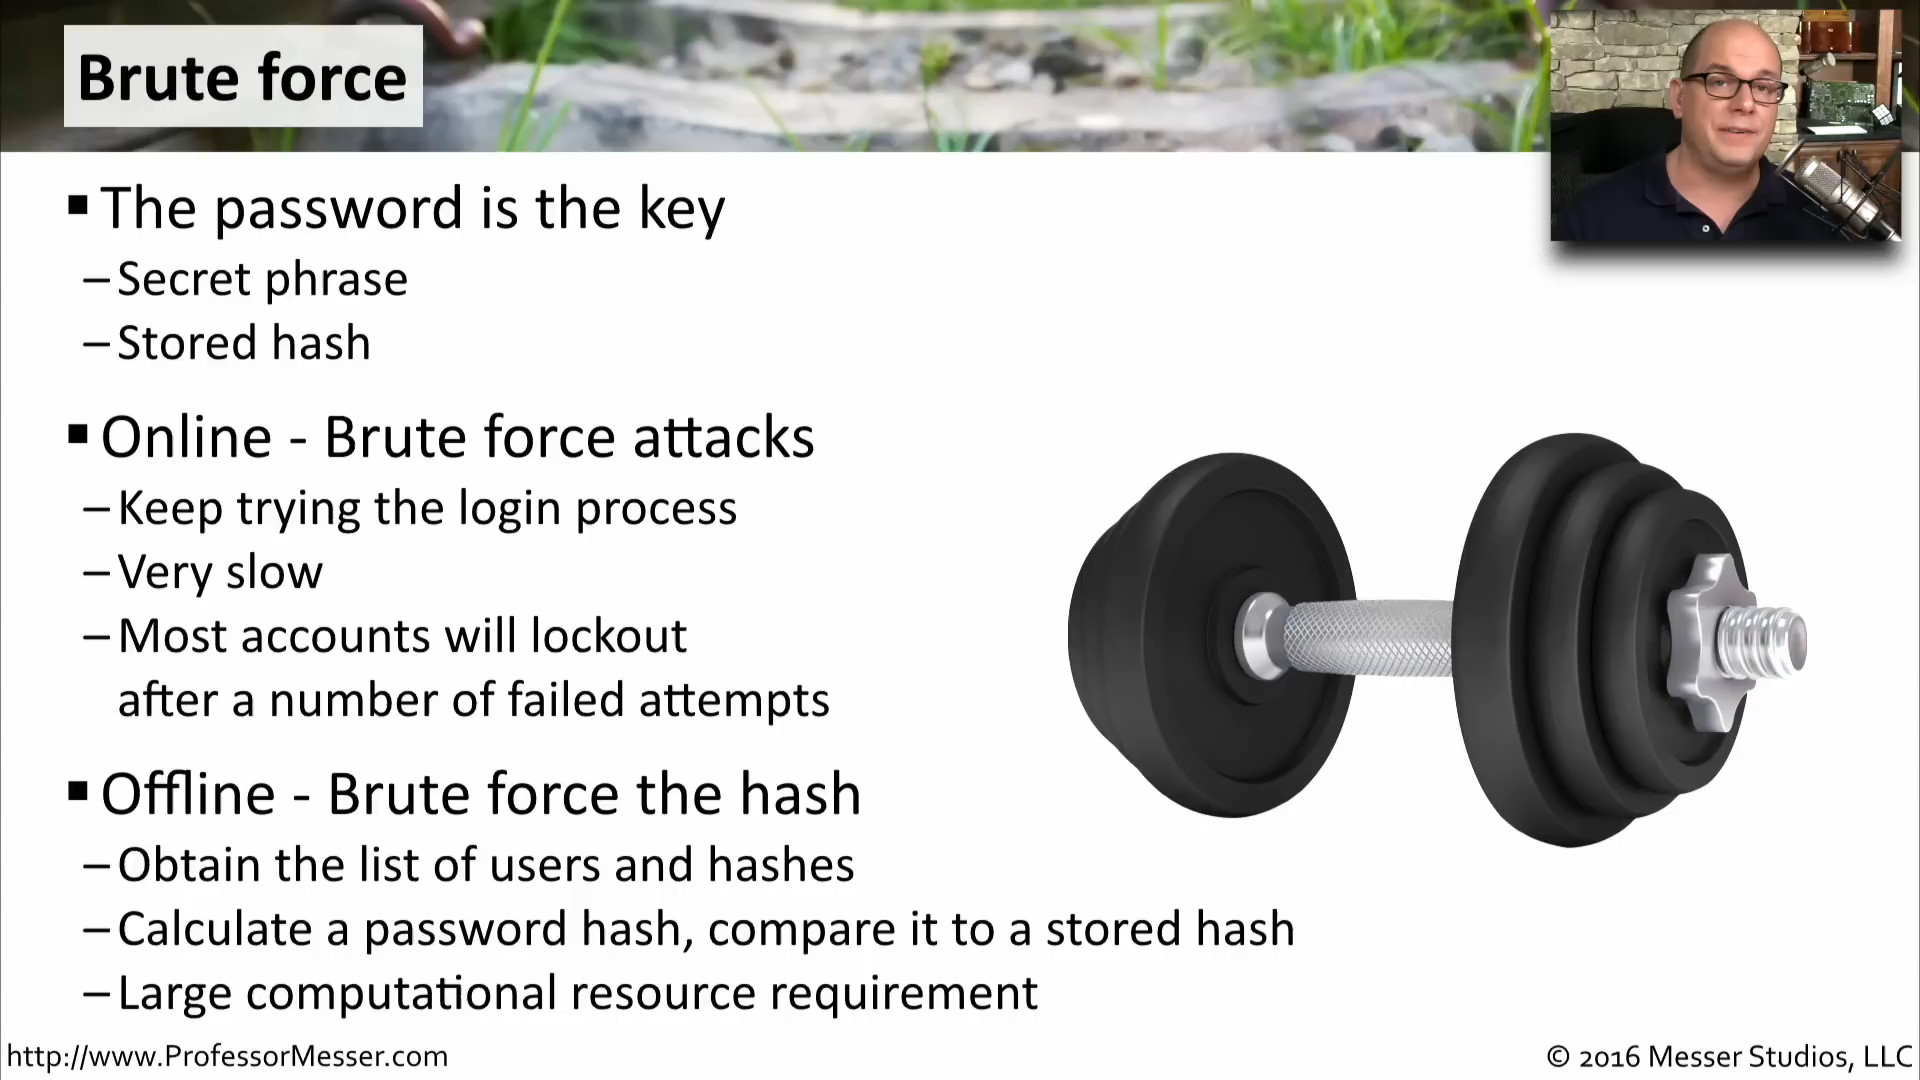 Brute force
▪ The password is the key
– Secret phrase
– Stored hash
▪ Online - Brute force attacks
– Keep trying the login process
– Very slow
– Most accounts will lockout
after a number of failed attempts
▪ Offline - Brute force the hash
– Obtain the list of users and hashes
– Calculate a password hash, compare it to a stored hash
– Large computational resource requirement
http://www.ProfessorMesser.com
© 2016 Messer Studios, LLC